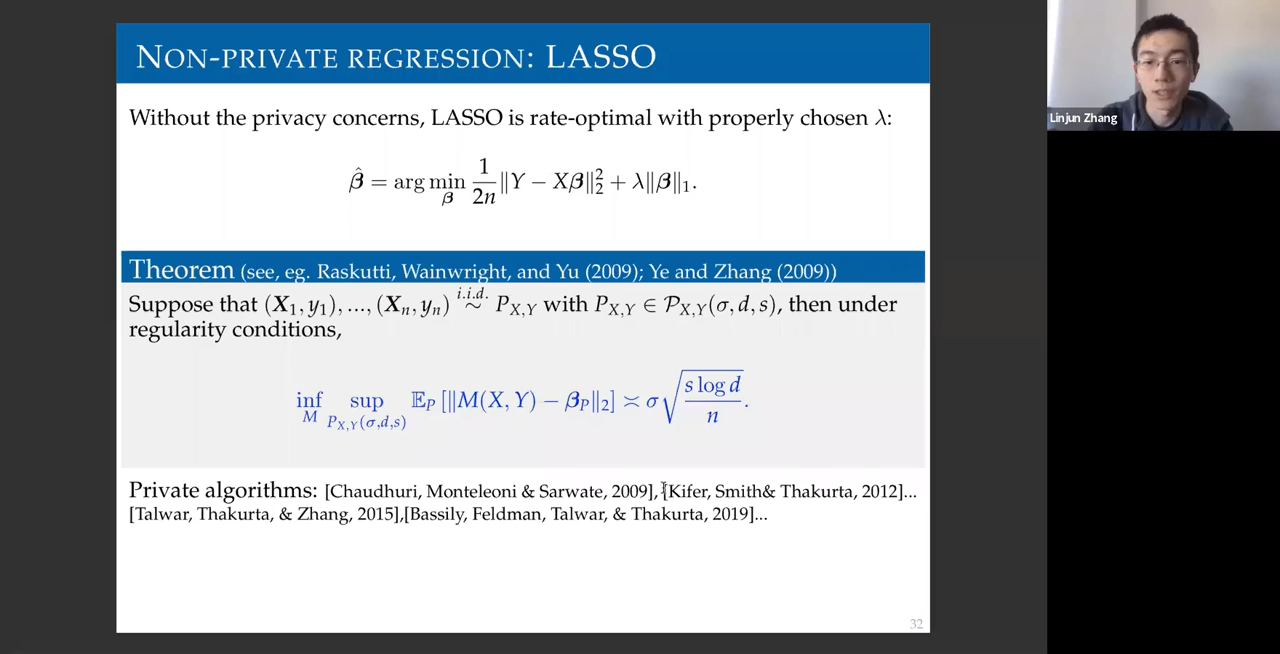 NON-PRIVATE REGRESSION: LASSO
Without the privacy concerns, LASSO is rate-optimal with properly chosen λ:
β̂ = arg min_β 1/2n ‖Y − Xβ‖₂² + λ‖β‖₁.
Theorem (see, eg. Raskutti, Wainwright, and Yu (2009); Ye and Zhang (2009))
Suppose that (X₁, y₁), ..., (Xₙ, yₙ) i.i.d. ∼ P_{X,Y} with P_{X,Y} ∈ 𝒫_{X,Y}(σ, d, s), then under
regularity conditions,
inf_M sup_{P_{X,Y}(σ,d,s)} 𝔼_P [‖M(X, Y) − β_P‖₂] ≍ σ√(s log d / n).
Private algorithms: [Chaudhuri, Monteleoni & Sarwate, 2009], [Kifer, Smith& Thakurta, 2012]...
[Talwar, Thakurta, & Zhang, 2015],[Bassily, Feldman, Talwar, & Thakurta, 2019]...
32
Linjun Zhang